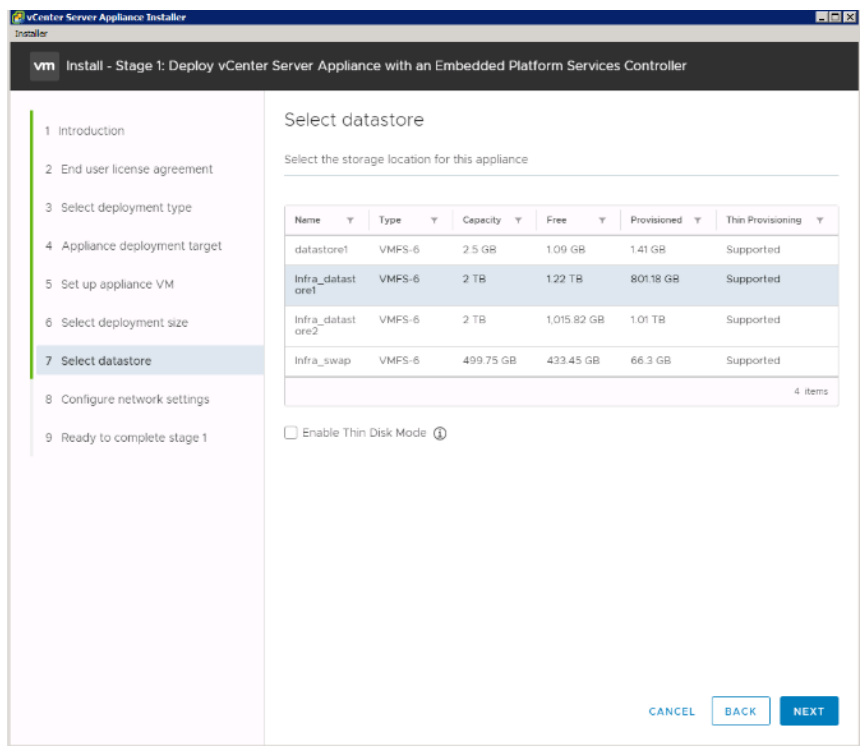 vCenter Server Appliance Installer
Installer
vm Install - Stage 1: Deploy vCenter Server Appliance with an Embedded Platform Services Controller
1 Introduction
2 End user license agreement
3 Select deployment type
4 Appliance deployment target
5 Set up appliance VM
6 Select deployment size
7 Select datastore
8 Configure network settings
9 Ready to complete stage 1
Select datastore
Select the storage location for this appliance
Name Type Capacity Free Provisioned Thin Provisioning
datastore1 VMFS-6 2.5 GB 1.09 GB 1.41 GB Supported
Infra_datast VMFS-6 2 TB 1.22 TB 801.18 GB Supported
ore1
Infra_datast VMFS-6 2 TB 1,015.82 GB 1.01 TB Supported
ore2
Infra_swap VMFS-6 499.75 GB 433.45 GB 66.3 GB Supported
4 items
Enable Thin Disk Mode
CANCEL BACK NEXT